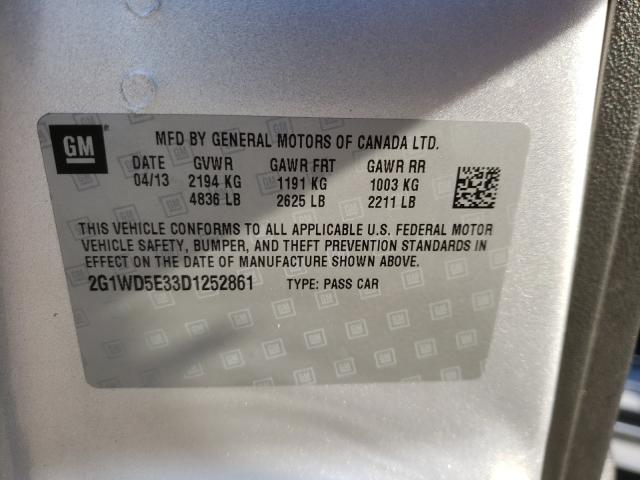 GM
MFD BY GENERAL MOTORS OF CANADA LTD.
DATE GVWR GAWR FRT GAWR RR
04/13 2194 KG 1191 KG 1003 KG
4836 LB 2625 LB 2211 LB
THIS VEHICLE CONFORMS TO ALL APPLICABLE U.S. FEDERAL MOTOR
VEHICLE SAFETY, BUMPER, AND THEFT PREVENTION STANDARDS IN
EFFECT ON THE DATE OF MANUFACTURE SHOWN ABOVE.
2G1WD5E33D1252861 TYPE: PASS CAR